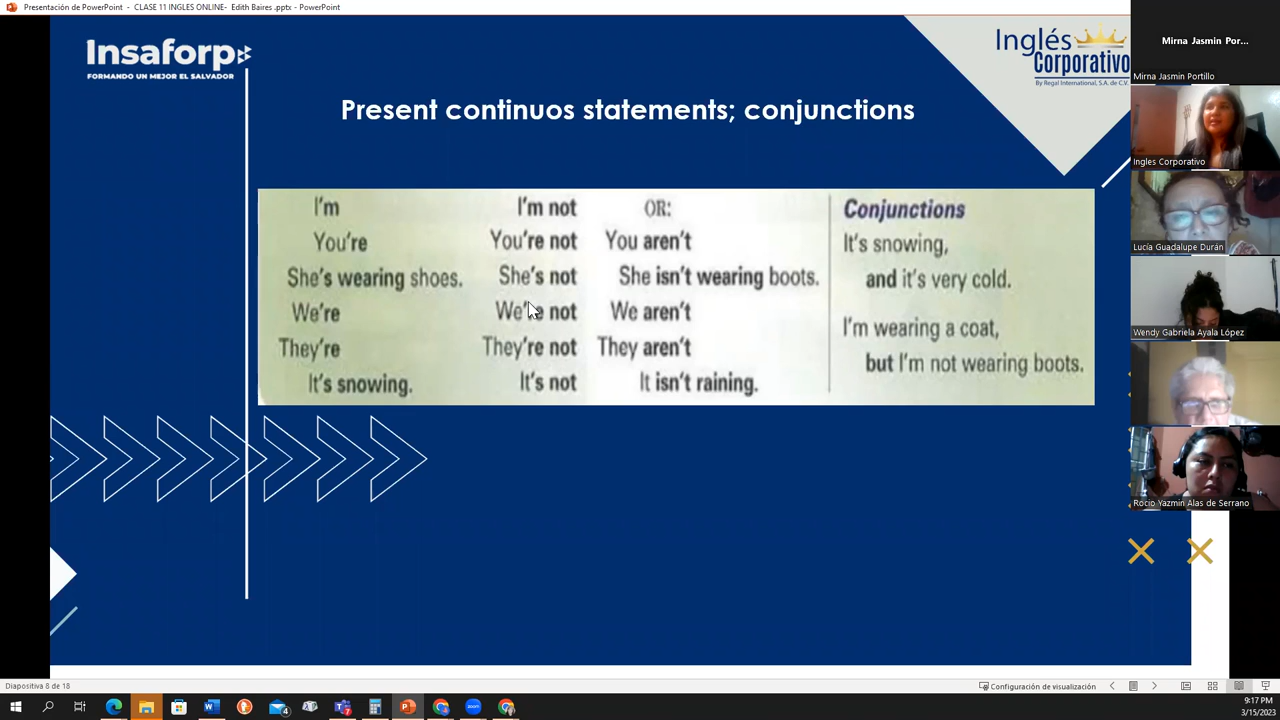 Presentación de PowerPoint - CLASE 11 INGLES ONLINE- Edith Baires .pptx - PowerPoint
Insaforp
FORMANDO UN MEJOR EL SALVADOR
Inglés
Corporativo
By Regal International, S.A. de C.V.
Present continuos statements; conjunctions
I'm I'm not OR:
You're You're not You aren't
She's wearing shoes. She's not She isn't wearing boots.
We're We're not We aren't
They're They're not They aren't
It's snowing. It's not It isn't raining.
Conjunctions
It's snowing,
and it's very cold.
I'm wearing a coat,
but I'm not wearing boots.
Mirna Jasmin Por...
Mirna Jasmin Portillo
Ingles Corporativo
Lucía Guadalupe Durán
Wendy Gabriela Ayala López
Rocio Yazmin Alas de Serrano
Diapositiva 8 de 18
Configuración de visualización
9:17 PM
3/15/2023